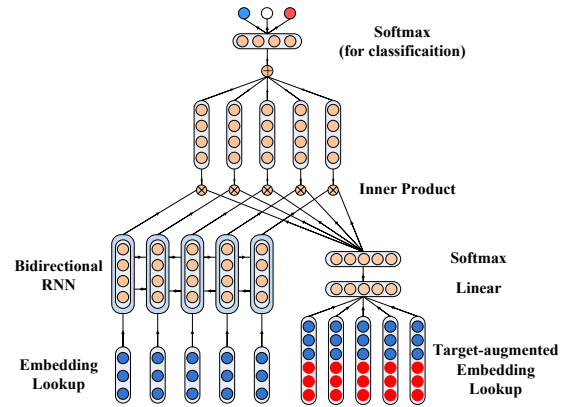 Softmax
(for classificaition)
Inner Product
Bidirectional
RNN
Softmax
Linear
Embedding
Lookup
Target-augmented
Embedding
Lookup